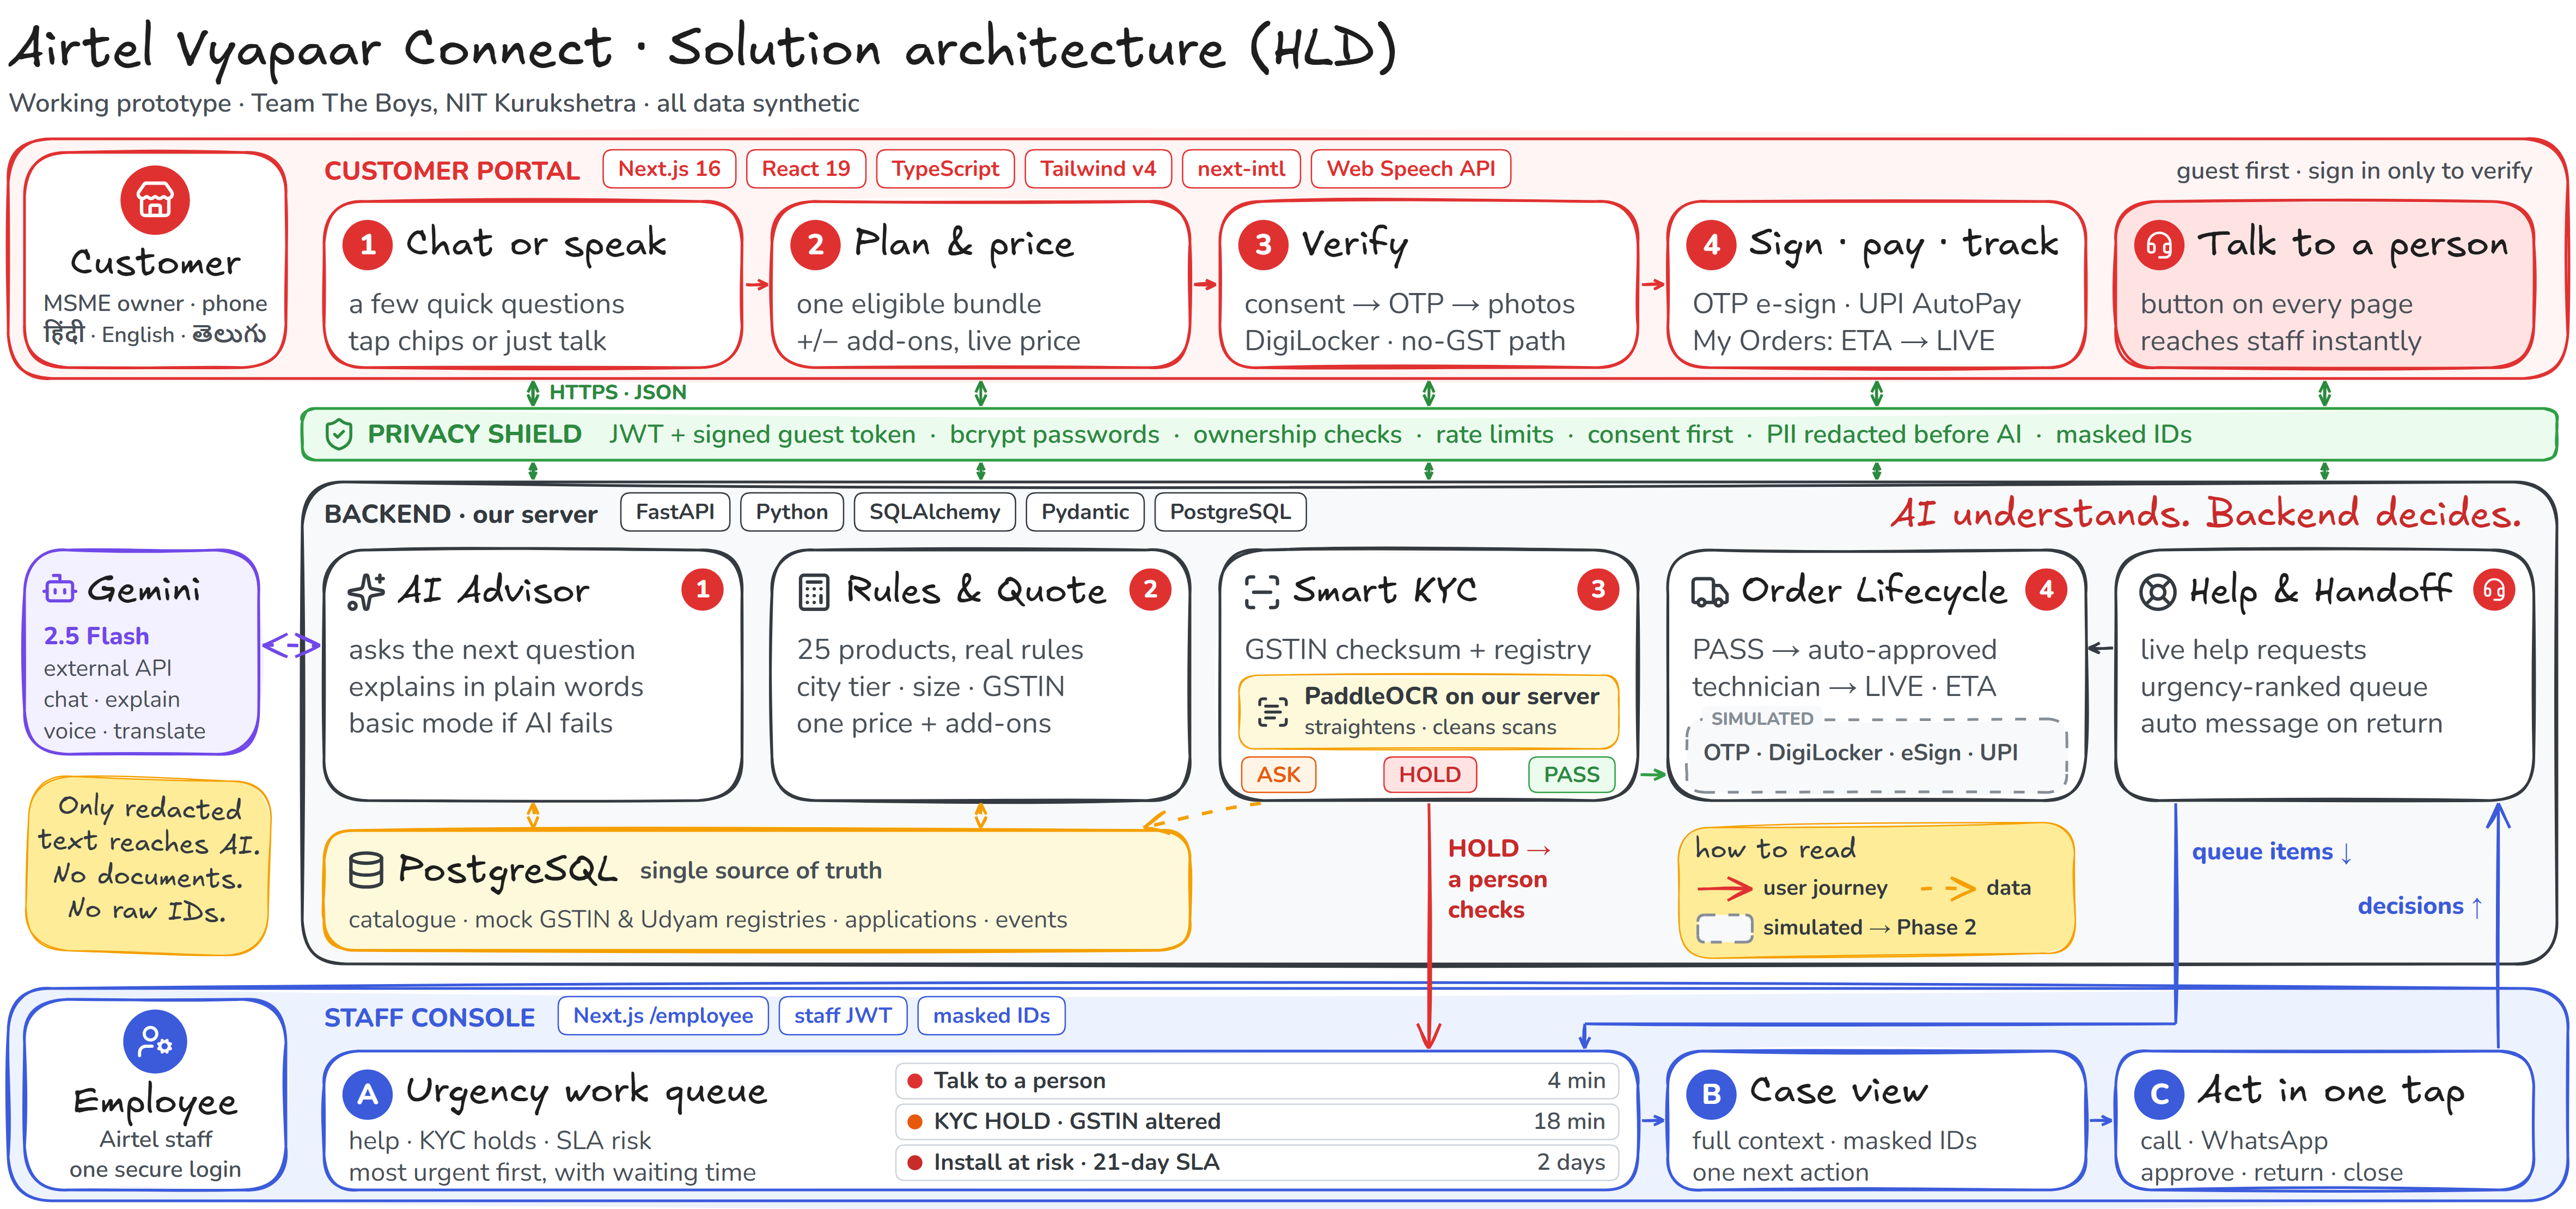 Airtel Vyapaar Connect · Solution architecture (HLD)
Working prototype · Team The Boys, NIT Kurukshetra · all data synthetic
Customer
MSME owner · phone
हिंदी · English · తెలుగు
CUSTOMER PORTAL
Next.js 16
React 19
TypeScript
Tailwind v4
next-intl
Web Speech API
guest first · sign in only to verify
1 Chat or speak
a few quick questions
tap chips or just talk
2 Plan & price
one eligible bundle
+/− add-ons, live price
3 Verify
consent → OTP → photos
DigiLocker · no-GST path
4 Sign · pay · track
OTP e-sign · UPI AutoPay
My Orders: ETA → LIVE
Talk to a person
button on every page
reaches staff instantly
HTTPS · JSON
PRIVACY SHIELD JWT + signed guest token · bcrypt passwords · ownership checks · rate limits · consent first · PII redacted before AI · masked IDs
BACKEND · our server
FastAPI
Python
SQLAlchemy
Pydantic
PostgreSQL
AI understands. Backend decides.
Gemini
2.5 Flash
external API
chat · explain
voice · translate
Only redacted
text reaches AI.
No documents.
No raw IDs.
AI Advisor 1
asks the next question
explains in plain words
basic mode if AI fails
Rules & Quote 2
25 products, real rules
city tier · size · GSTIN
one price + add-ons
Smart KYC 3
GSTIN checksum + registry
PaddleOCR on our server
straightens · cleans scans
ASK
HOLD
PASS
Order Lifecycle 4
PASS → auto-approved
technician → LIVE · ETA
SIMULATED
OTP · DigiLocker · eSign · UPI
Help & Handoff
live help requests
urgency-ranked queue
auto message on return
PostgreSQL single source of truth
catalogue · mock GSTIN & Udyam registries · applications · events
HOLD →
a person
checks
how to read
user journey
data
simulated → Phase 2
queue items ↓
decisions ↑
Employee
Airtel staff
one secure login
STAFF CONSOLE
Next.js /employee
staff JWT
masked IDs
A Urgency work queue
help · KYC holds · SLA risk
most urgent first, with waiting time
Talk to a person 4 min
KYC HOLD · GSTIN altered 18 min
Install at risk · 21-day SLA 2 days
B Case view
full context · masked IDs
one next action
C Act in one tap
call · WhatsApp
approve · return · close